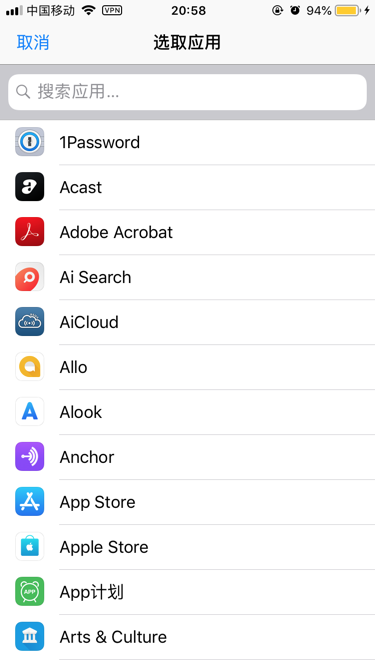 中国移动 VPN 20:58 94%
取消 选取应用
搜索应用...
1Password
Acast
Adobe Acrobat
Ai Search
AiCloud
Allo
Alook
Anchor
App Store
Apple Store
APP App计划
Arts & Culture